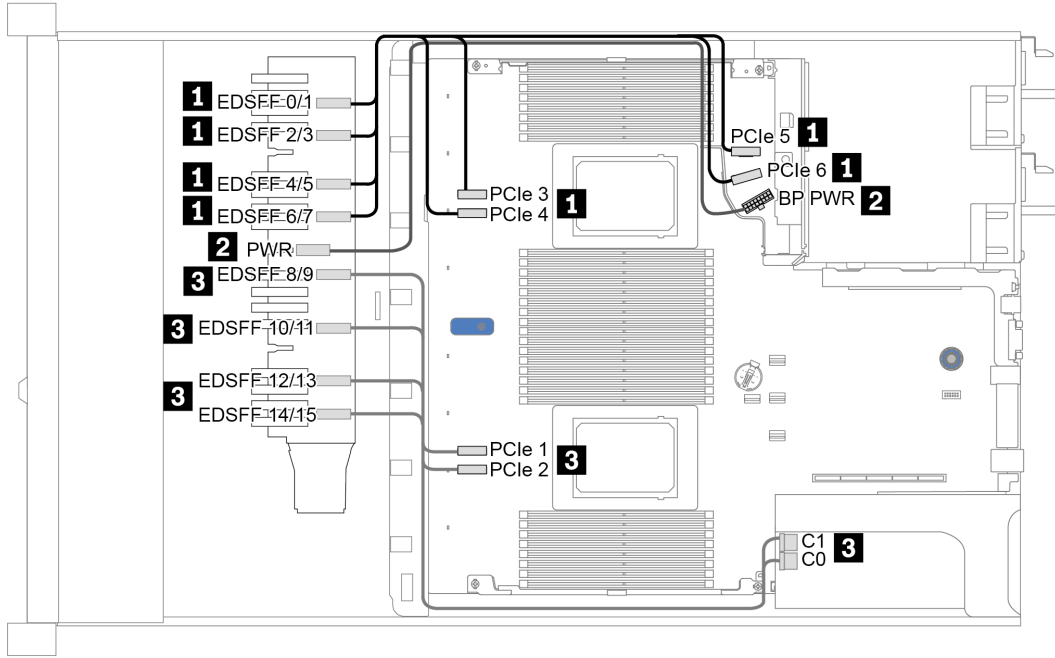 1 EDSFF 0/1
1 EDSFF 2/3
1 EDSFF 4/5
1 EDSFF 6/7
2 PWR
3 EDSFF 8/9
3 EDSFF 10/11
EDSFF 12/13
3
EDSFF 14/15
PCIe 5 1
PCIe 6 1
BP PWR 2
PCIe 3
PCIe 4 1
PCIe 1
PCIe 2 3
C1 3
C0